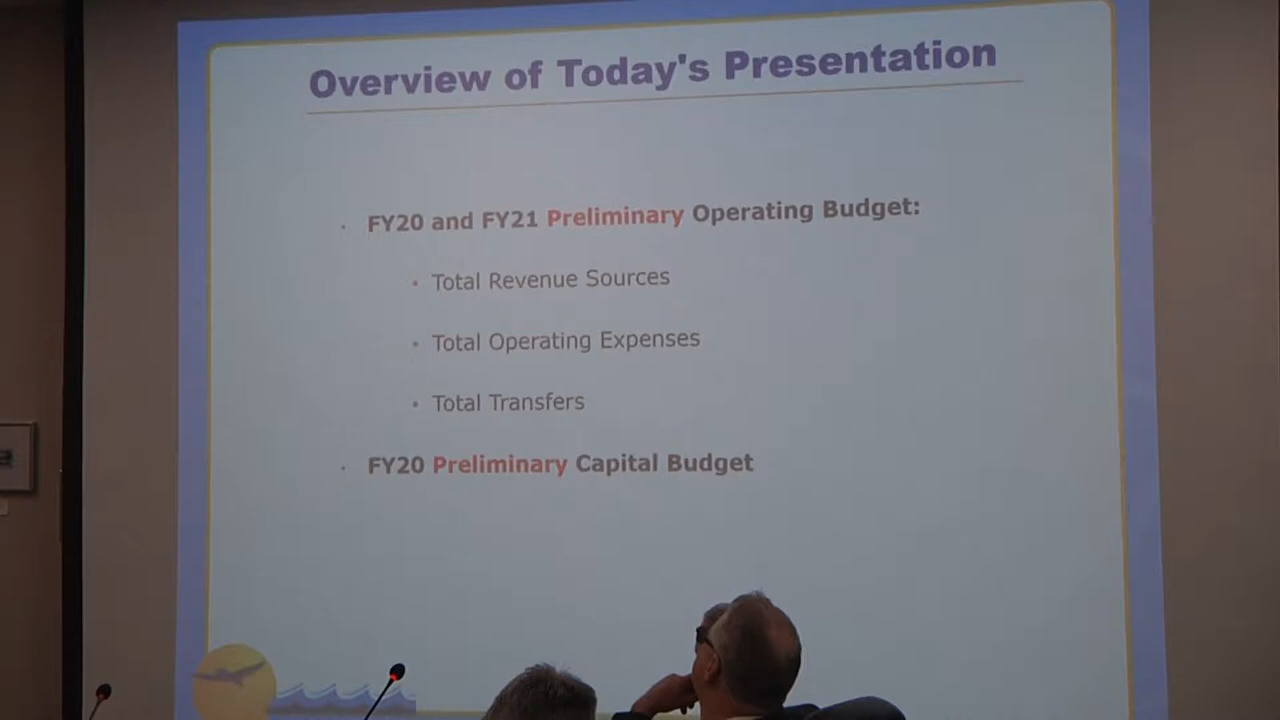 Overview of Today's Presentation
FY20 and FY21 Preliminary Operating Budget:
Total Revenue Sources
Total Operating Expenses
Total Transfers
FY20 Preliminary Capital Budget